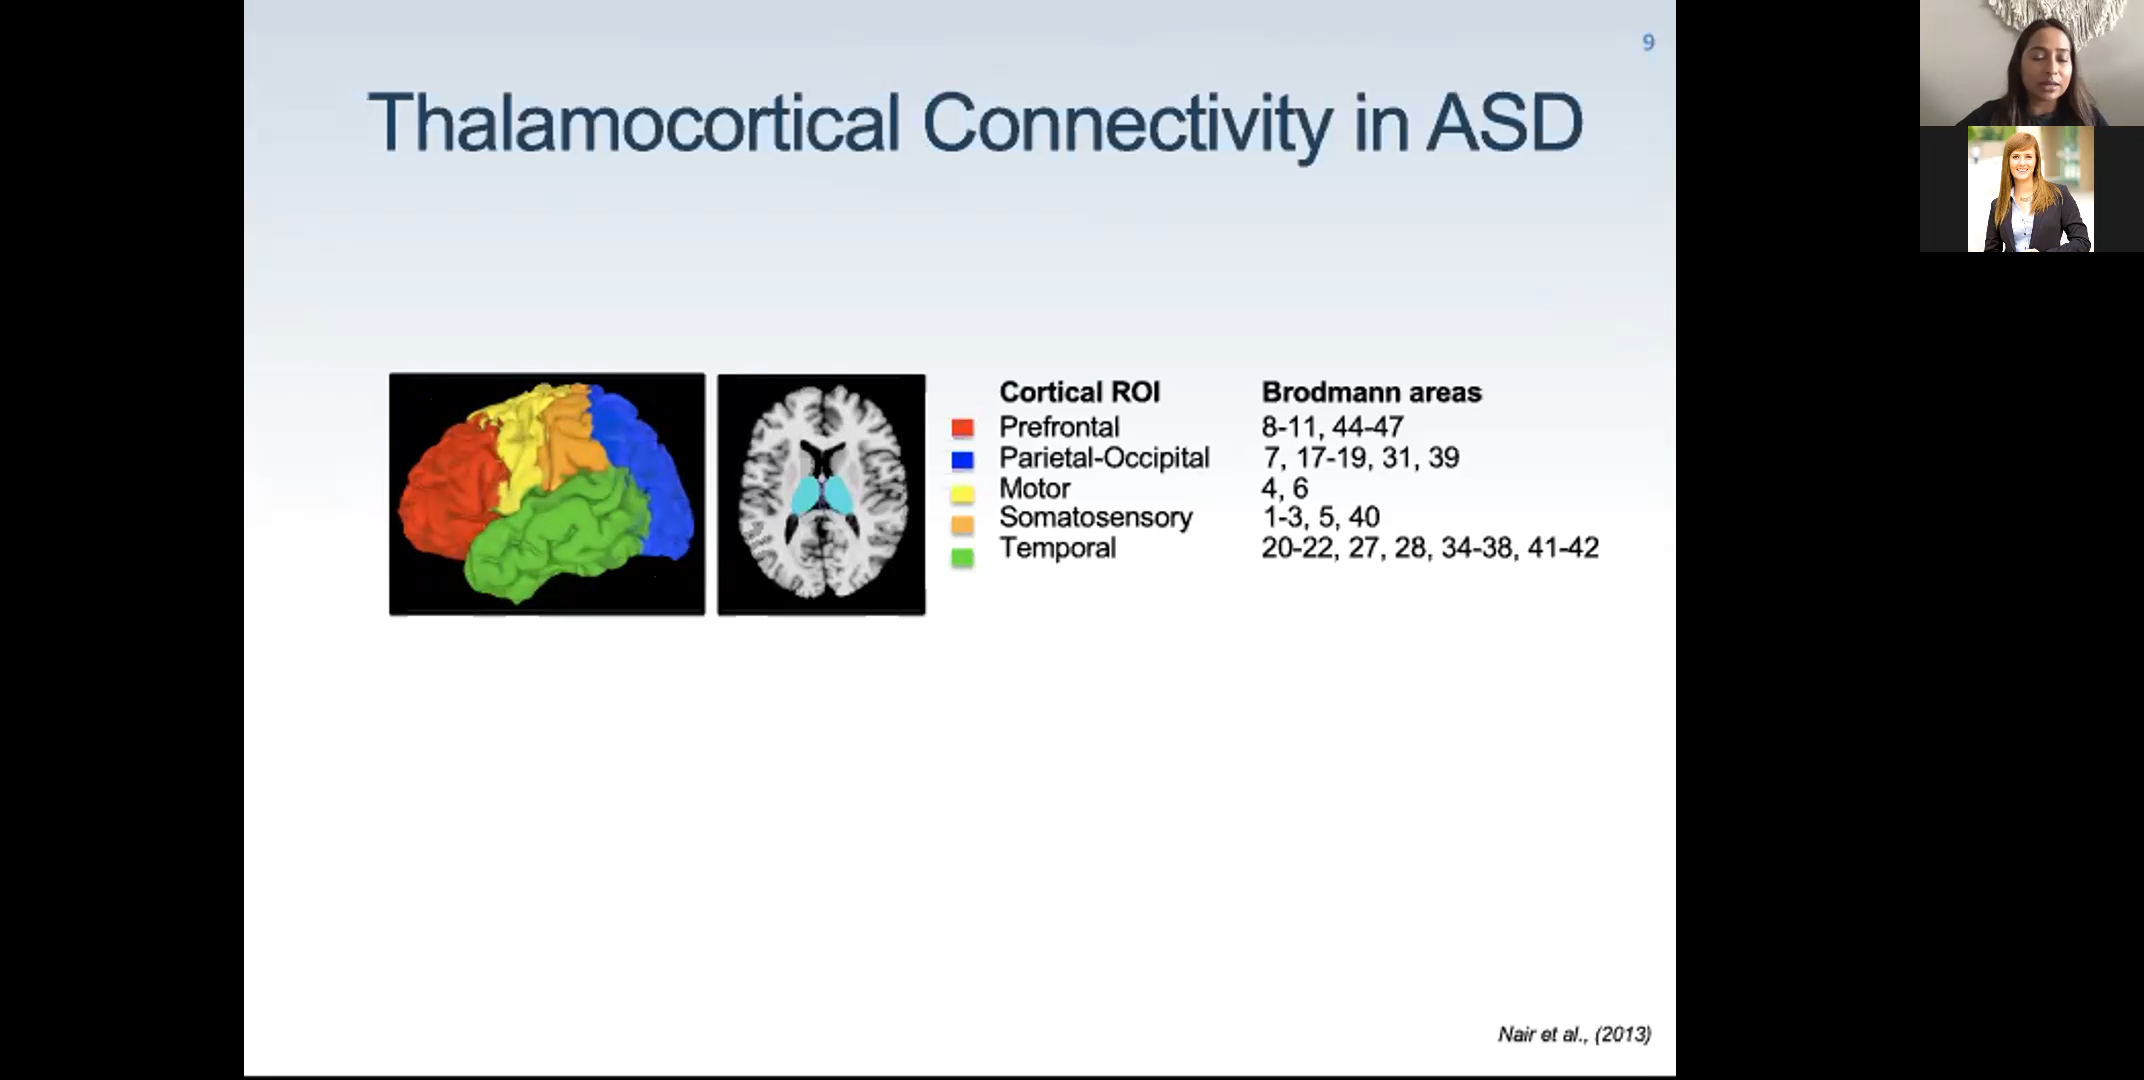 9
Thalamocortical Connectivity in ASD
Cortical ROI Brodmann areas
Prefrontal 8-11, 44-47
Parietal-Occipital 7, 17-19, 31, 39
Motor 4, 6
Somatosensory 1-3, 5, 40
Temporal 20-22, 27, 28, 34-38, 41-42
Nair et al., (2013)